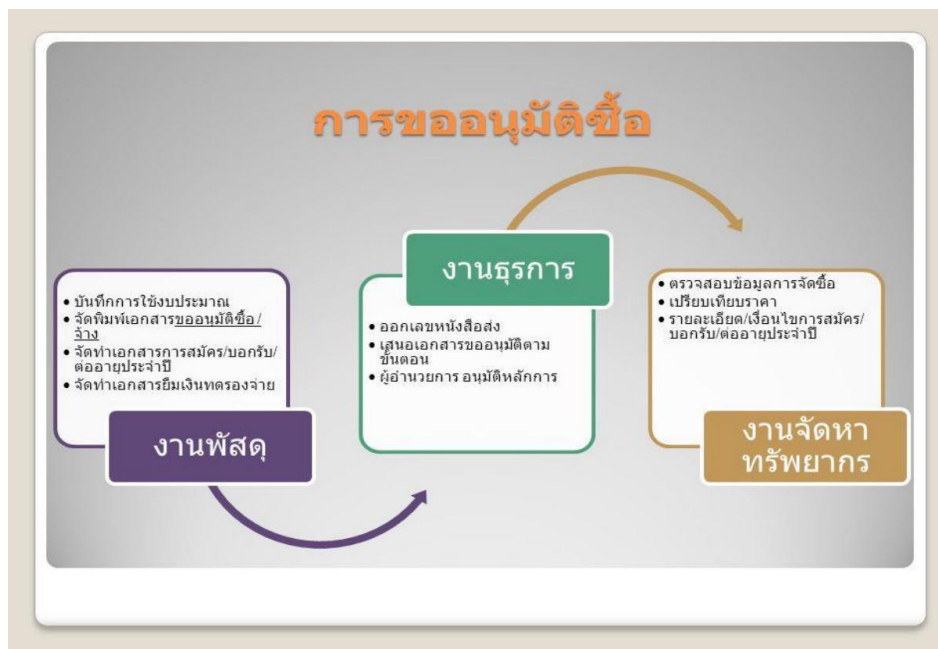 การขออนุมัติซื้อ
• บันทึกการใช้งบประมาณ
• จัดพิมพ์เอกสารขออนุมัติซื้อ/
จ้าง
• จัดทำเอกสารการสมัคร/บอกรับ/
ต่ออายุประจำปี
• จัดทำเอกสารยืมเงินทดรองจ่าย
งานพัสดุ
งานธุรการ
• ออกเลขหนังสือส่ง
• เสนอเอกสารขออนุมัติตาม
ขั้นตอน
• ผู้อำนวยการ อนุมัติหลักการ
• ตรวจสอบข้อมูลการจัดซื้อ
• เปรียบเทียบราคา
• รายละเอียด/เงื่อนไขการสมัคร/
บอกรับ/ต่ออายุประจำปี
งานจัดหา
ทรัพยากร